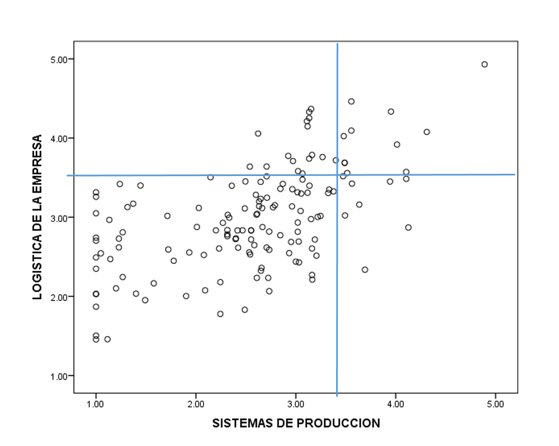 LOGISTICA DE LA EMPRESA
5.00
4.00
3.00
2.00
1.00
1.00 2.00 3.00 4.00 5.00
SISTEMAS DE PRODUCCION